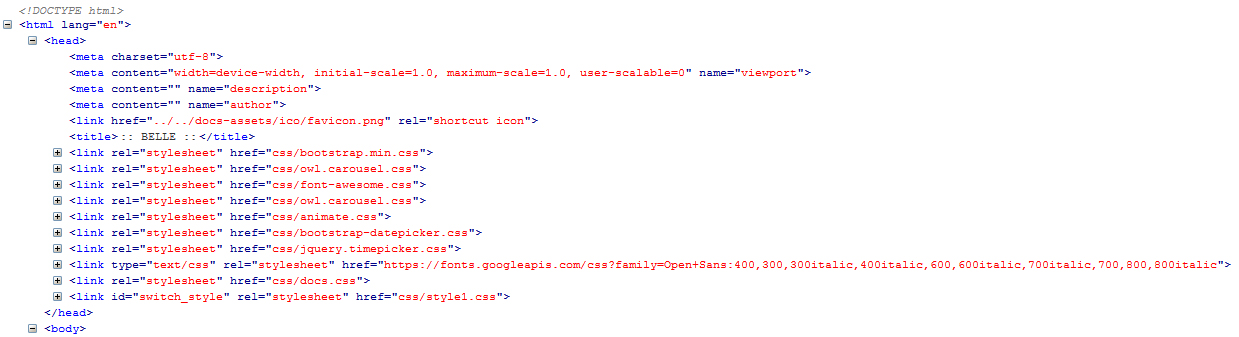 <!DOCTYPE html>
<html lang="en">
<head>
<meta charset="utf-8">
<meta content="width=device-width, initial-scale=1.0, maximum-scale=1.0, user-scalable=0" name="viewport">
<meta content="" name="description">
<meta content="" name="author">
<link href="../../docs-assets/ico/favicon.png" rel="shortcut icon">
<title>:: BELLE ::</title>
<link rel="stylesheet" href="css/bootstrap.min.css">
<link rel="stylesheet" href="css/owl.carousel.css">
<link rel="stylesheet" href="css/font-awesome.css">
<link rel="stylesheet" href="css/owl.carousel.css">
<link rel="stylesheet" href="css/animate.css">
<link rel="stylesheet" href="css/bootstrap-datepicker.css">
<link rel="stylesheet" href="css/jquery.timepicker.css">
<link type="text/css" rel="stylesheet" href="https://fonts.googleapis.com/css?family=Open+Sans:400,300,300italic,400italic,600,600italic,700italic,700,800,800italic">
<link rel="stylesheet" href="css/docs.css">
<link id="switch_style" rel="stylesheet" href="css/style1.css">
</head>
<body>